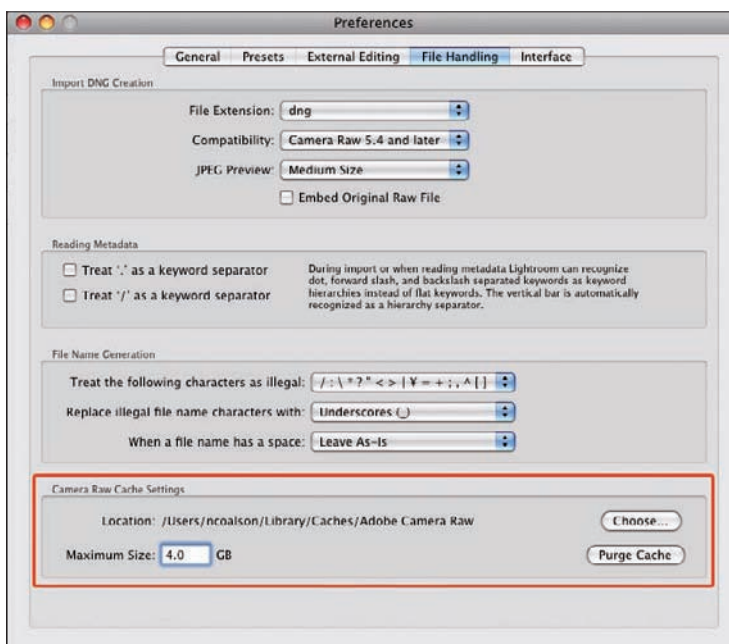 Preferences
General Presets External Editing File Handling Interface
Import DNG Creation
File Extension: dng
Compatibility: Camera Raw 5.4 and later
JPEG Preview: Medium Size
Embed Original Raw File
Reading Metadata
Treat '.' as a keyword separator
Treat '/' as a keyword separator
During import or when reading metadata Lightroom can recognize
dot, forward slash, and backslash separated keywords as keyword
hierarchies instead of flat keywords. The vertical bar is automatically
recognized as a hierarchy separator.
File Name Generation
Treat the following characters as illegal: / : \ * ? " < > | ¥ = + ; , ^ [ ]
Replace illegal file name characters with: Underscores (_)
When a file name has a space: Leave As-Is
Camera Raw Cache Settings
Location: /Users/ncoalson/Library/Caches/Adobe Camera Raw Choose...
Maximum Size: 4.0 GB Purge Cache